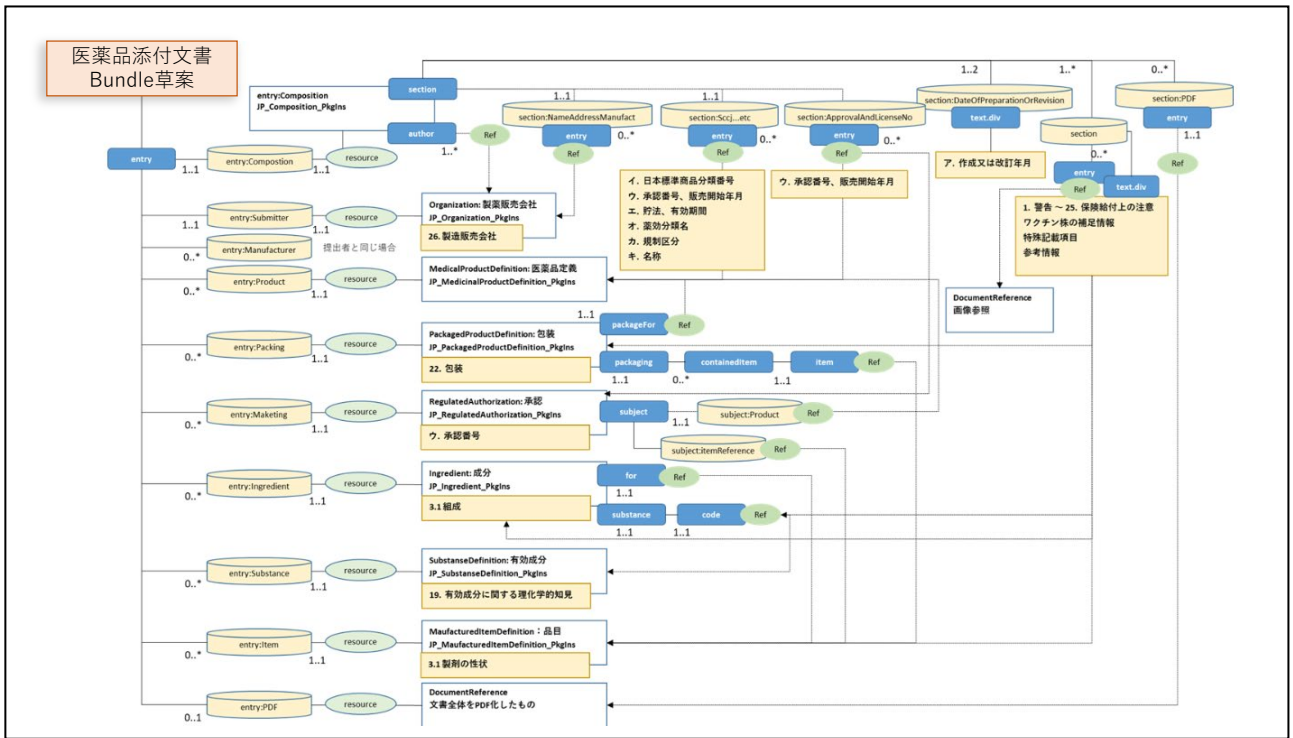 医薬品添付文書
Bundle草案
entry
entry:Composition
JP_Composition_PkgIns
section
author
1..*
Ref
1..1
entry:Compostion
1..1
resource
1..1
section:NameAddressManufact
entry
0..*
Ref
1..1
section:Sccj...etc
entry
0..*
Ref
イ. 日本標準商品分類番号
ウ. 承認番号、販売開始年月
エ. 貯法、有効期間
オ. 薬効分類名
カ. 規制区分
キ. 名称
section:ApprovalAndLicenseNo
entry
0..*
Ref
ウ. 承認番号、販売開始年月
1..2
section:DateOfPreparationOrRevision
text.div
ア. 作成又は改訂年月
1..*
section
0..*
entry
Ref
text.div
1. 警告 ～ 25. 保険給付上の注意
ワクチン株の補足情報
特殊記載項目
参考情報
DocumentReference
画像参照
0..*
section:PDF
entry
1..1
Ref
1..1
entry:Submitter
resource
1..1
Organization: 製薬販売会社
JP_Organization_PkgIns
26. 製造販売会社
0..*
entry:Manufacturer
提出者と同じ場合
0..*
entry:Product
resource
1..1
MedicalProductDefinition: 医薬品定義
JP_MedicinalProductDefinition_PkgIns
0..*
entry:Packing
resource
1..1
PackagedProductDefinition: 包装
JP_PackagedProductDefinition_PkgIns
22. 包装
1..1
packageFor
Ref
packaging
1..1
0..*
containedItem
1..1
item
Ref
0..*
entry:Maketing
resource
1..1
RegulatedAuthorization: 承認
JP_RegulatedAuthorization_PkgIns
ウ. 承認番号
subject
1..1
subject:Product
Ref
subject:itemReference
Ref
0..*
entry:Ingredient
resource
1..1
Ingredient: 成分
JP_Ingredient_PkgIns
3.1 組成
for
Ref
1..1
substance
code
Ref
1..1
1..1
0..*
entry:Substance
resource
1..1
SubstanseDefinition: 有効成分
JP_SubstanseDefinition_PkgIns
19. 有効成分に関する理化学的知見
0..*
entry:Item
resource
1..1
MaufacturedItemDefinition：品目
JP_MaufacturedItemDefinition_PkgIns
3.1 製剤の性状
0..1
entry:PDF
resource
DocumentReference
文書全体をPDF化したもの